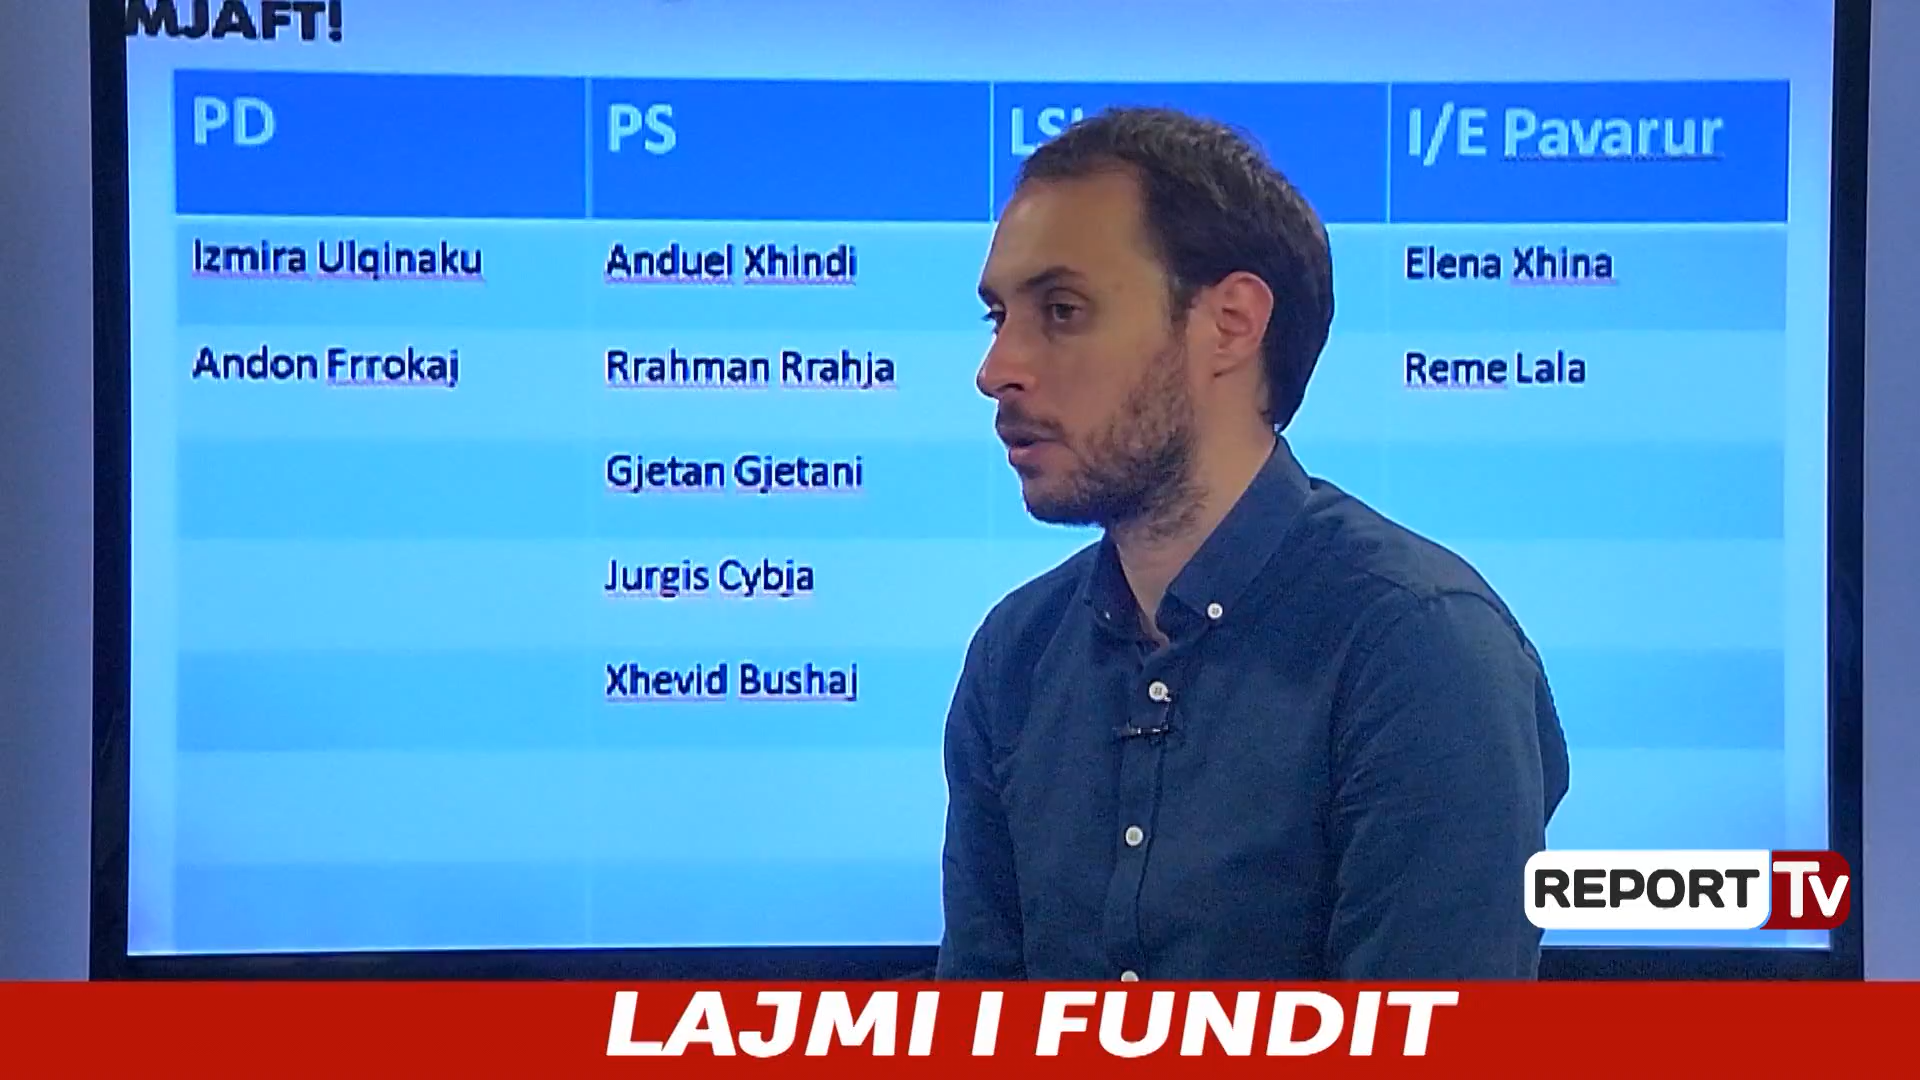 MJAFT!
PD
PS
I/E Pavarur
Izmira Ulqinaku
Anduel Xhindi
Elena Xhina
Andon Frrokaj
Rrahman Rrahja
Reme Lala
Gjetan Gjetani
Jurgis Cybja
Xhevid Bushaj
REPORT Tv
LAJMI I FUNDIT